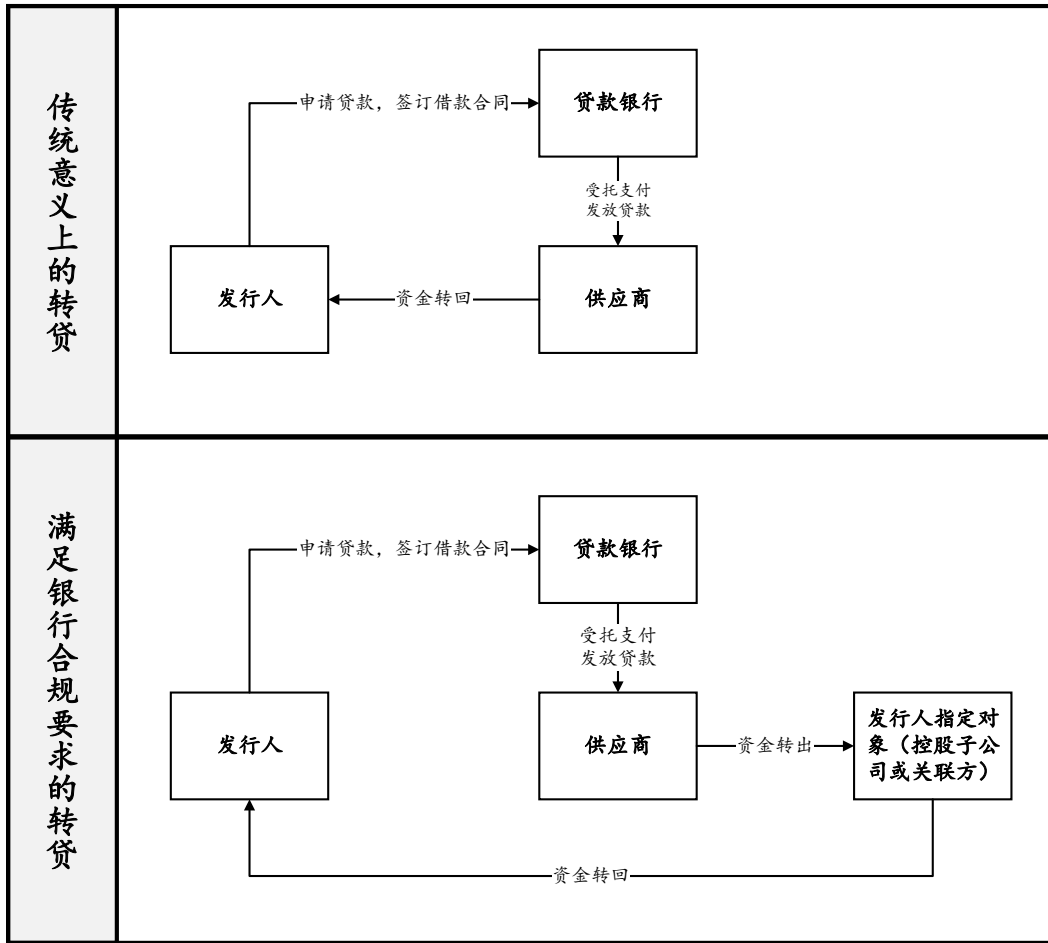 传统意义上的转贷
申请贷款，签订借款合同
贷款银行
受托支付
发放贷款
发行人
资金转回
供应商
满足银行合规要求的转贷
申请贷款，签订借款合同
贷款银行
受托支付
发放贷款
发行人
供应商
资金转出
发行人指定对
象（控股子公
司或关联方）
资金转回